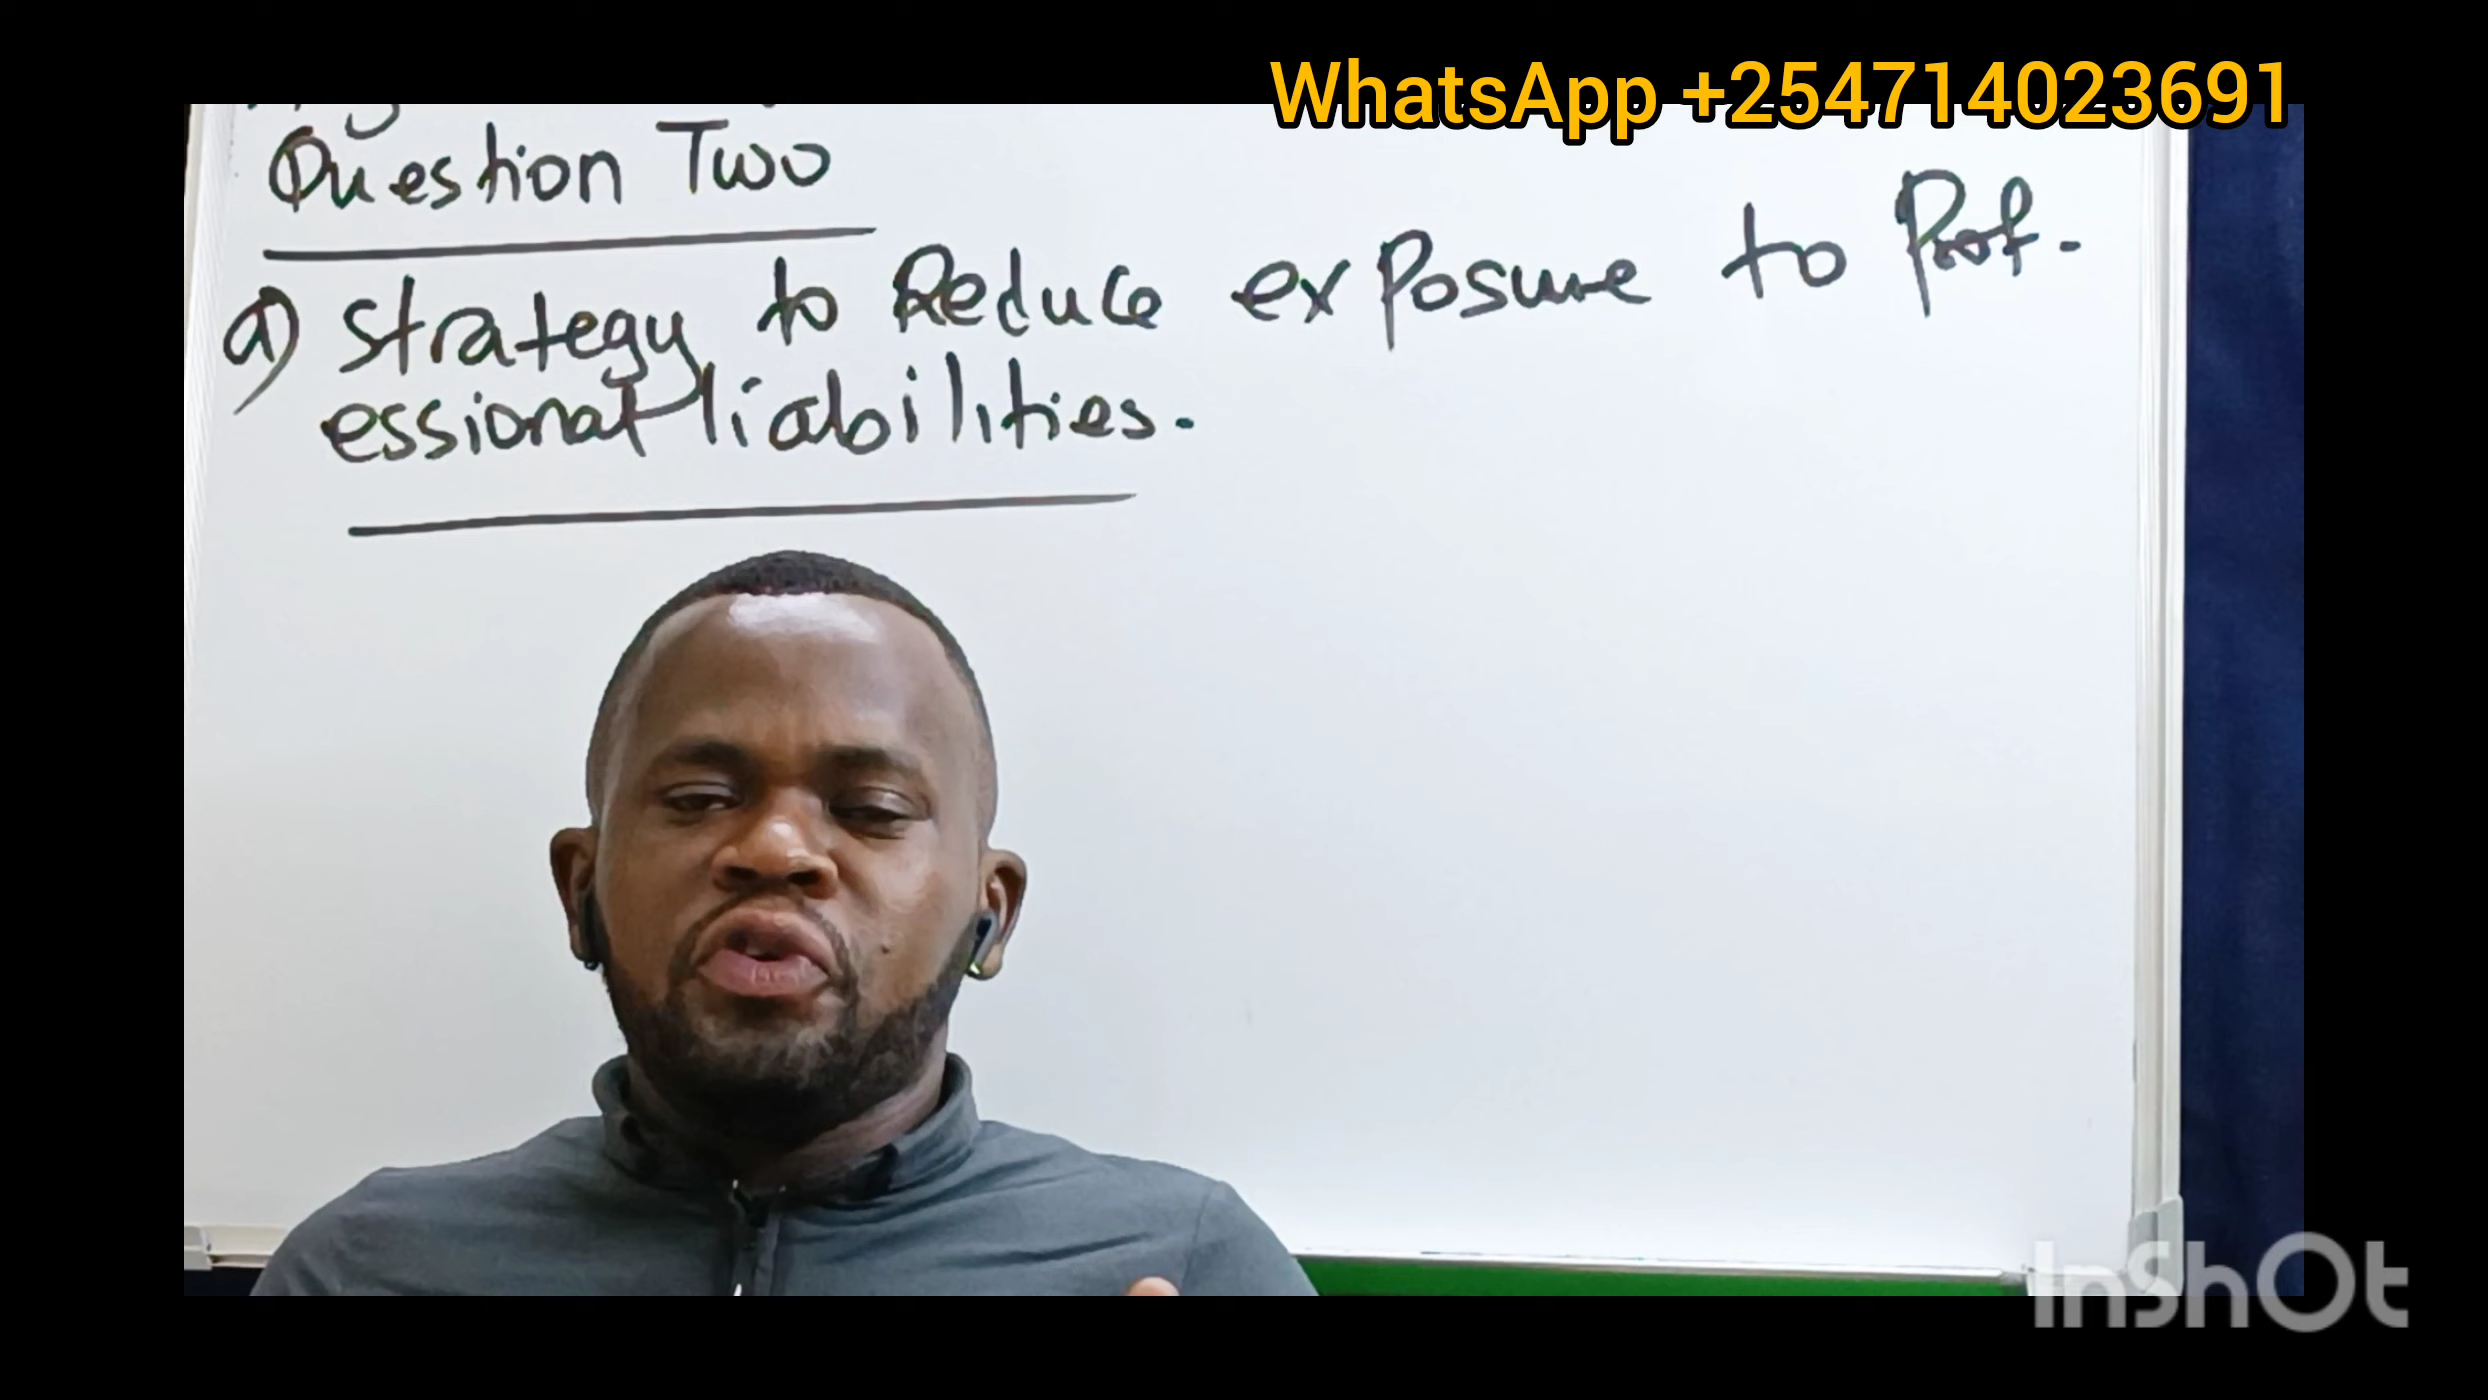 WhatsApp +254714023691
Question Two
a) Strategy to Reduce exposure to Prof-
essional liabilities.
InShOt